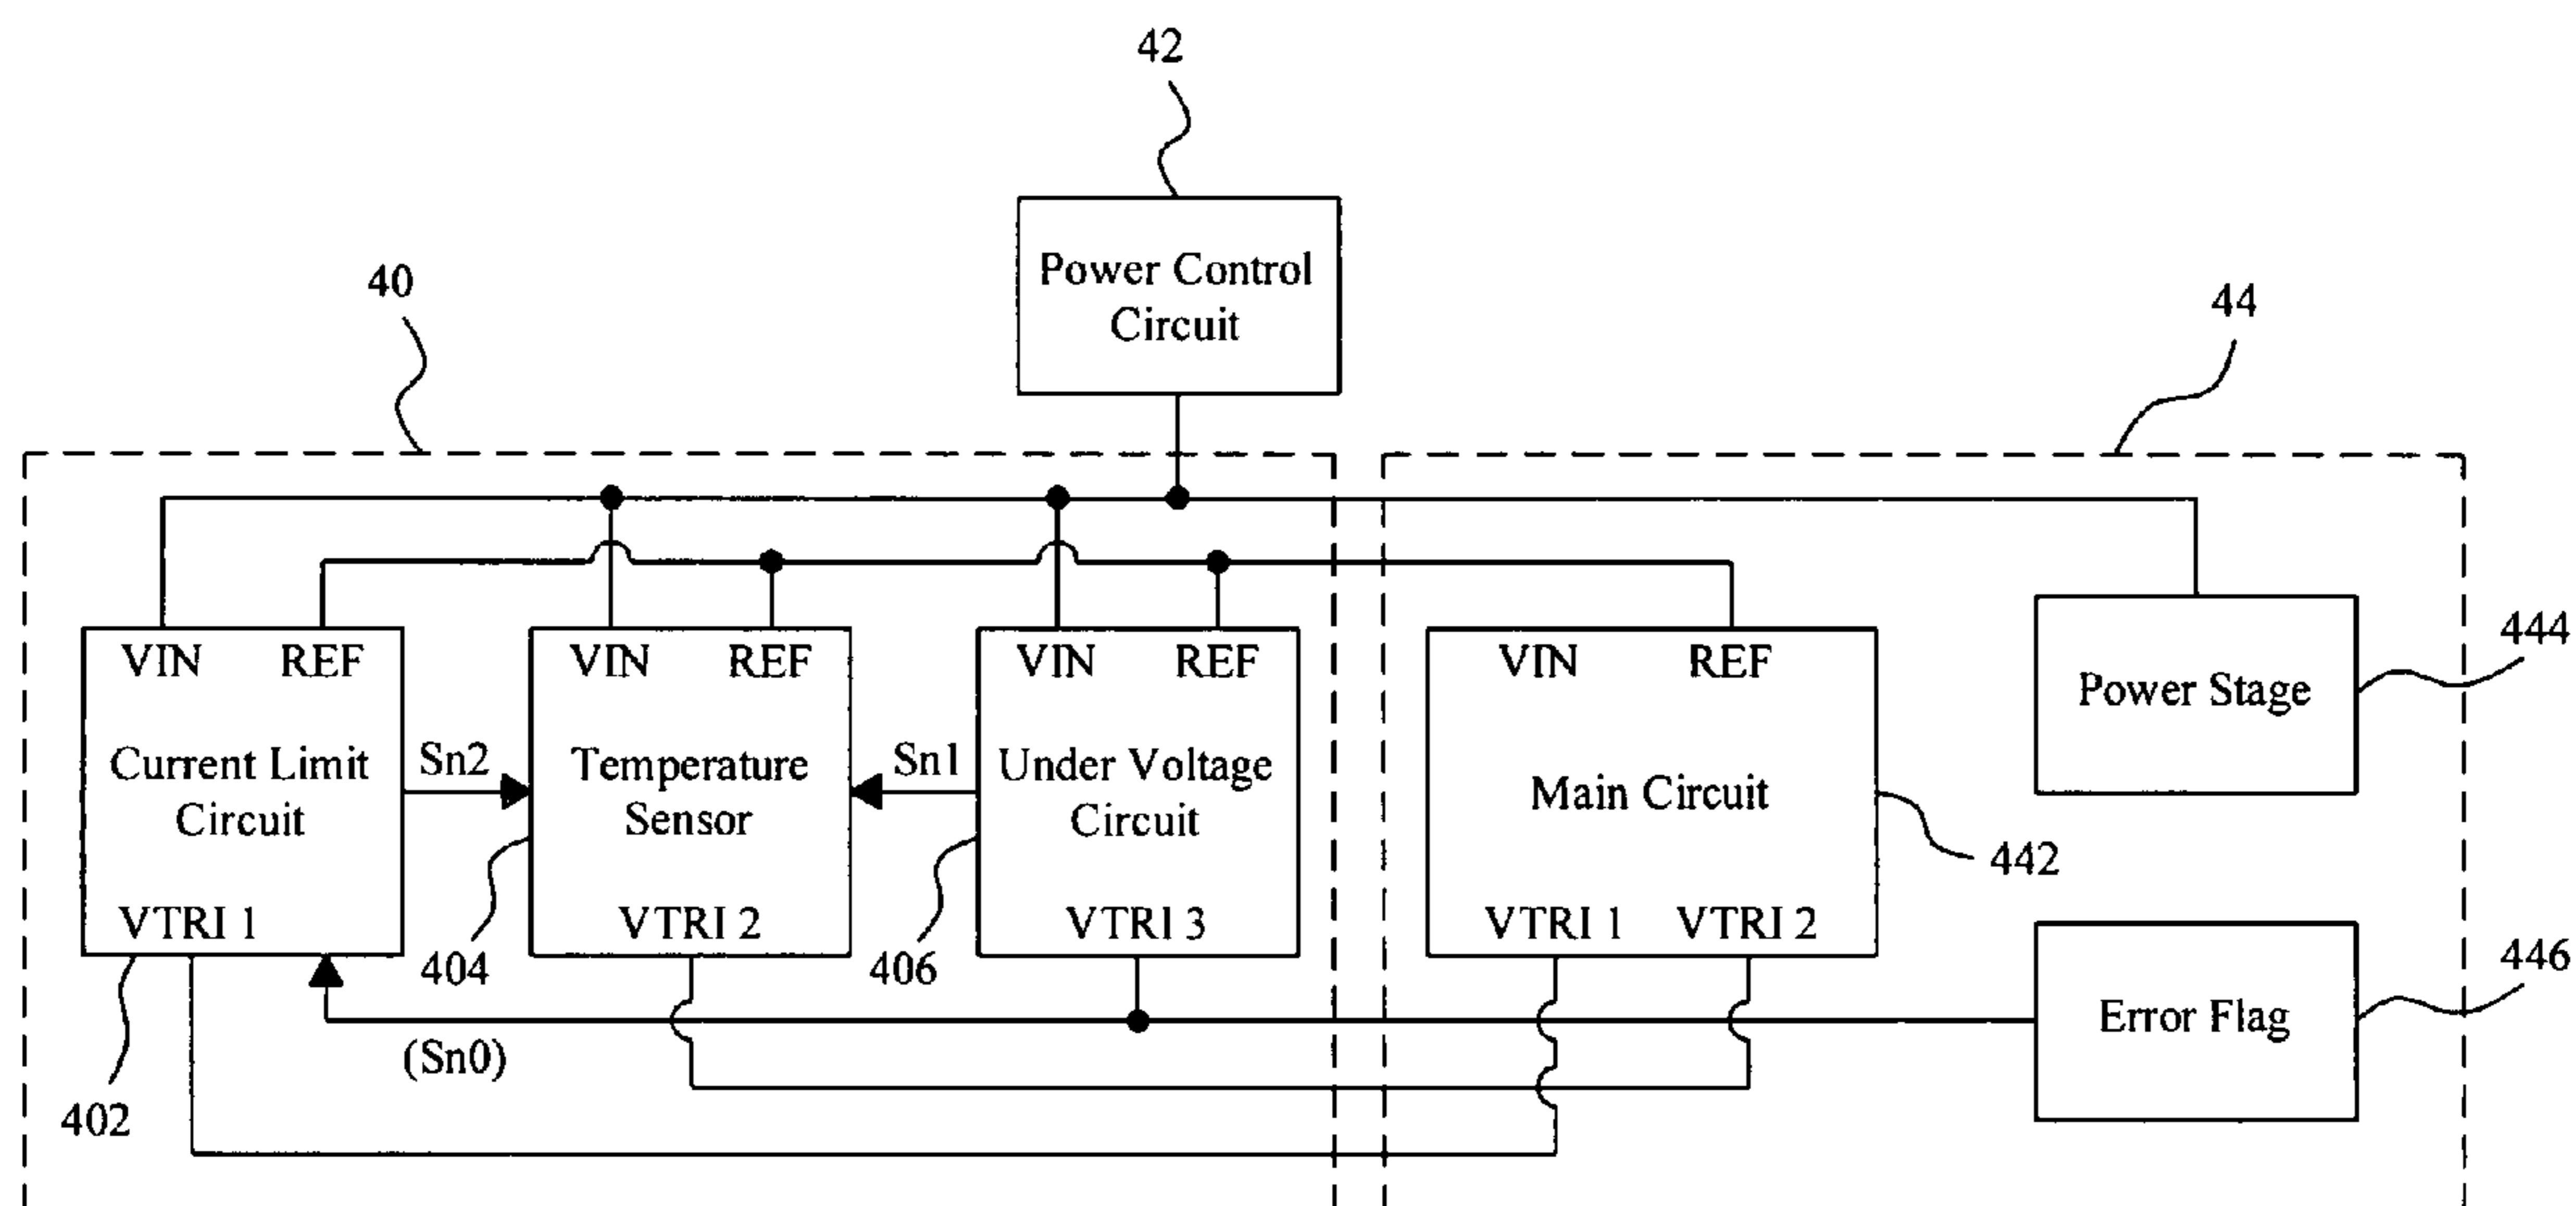 42
Power Control
Circuit
40
44
VIN REF
Current Limit
Circuit
VTRI 1
402
Sn2
VIN REF
Temperature
Sensor
VTRI 2
404
Sn1
VIN REF
Under Voltage
Circuit
VTRI 3
406
(Sn0)
VIN REF
Main Circuit
VTRI 1 VTRI 2
442
Power Stage
444
Error Flag
446